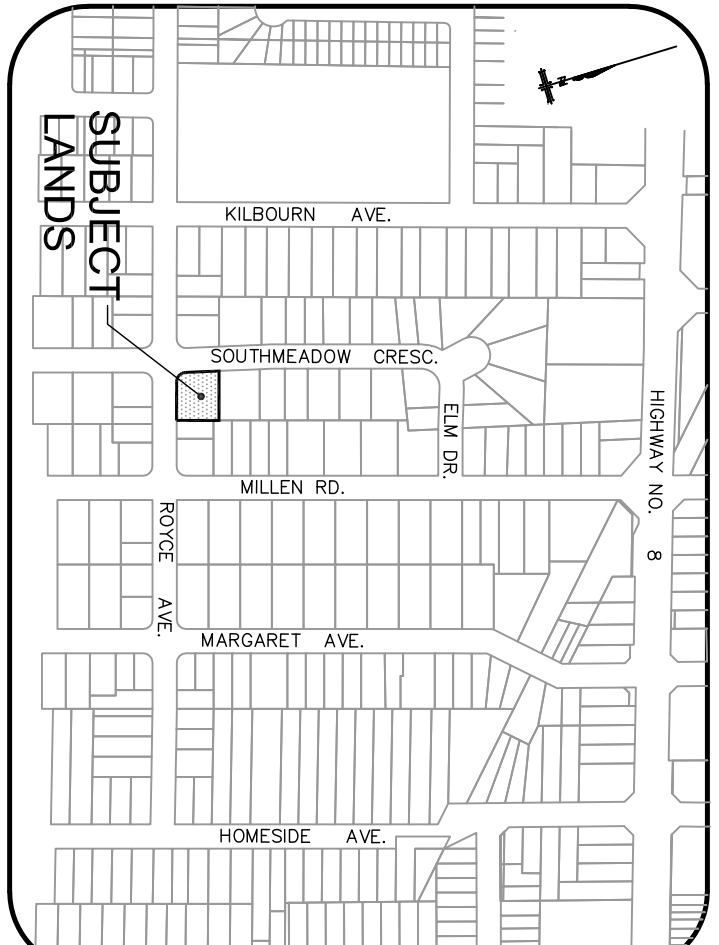 N
SUBJECT
LANDS
KILBOURN AVE.
SOUTHMEADOW CRESC.
ELM DR.
HIGHWAY NO. 8
MILLEN RD.
ROYCE AVE.
MARGARET AVE.
HOMESIDE AVE.